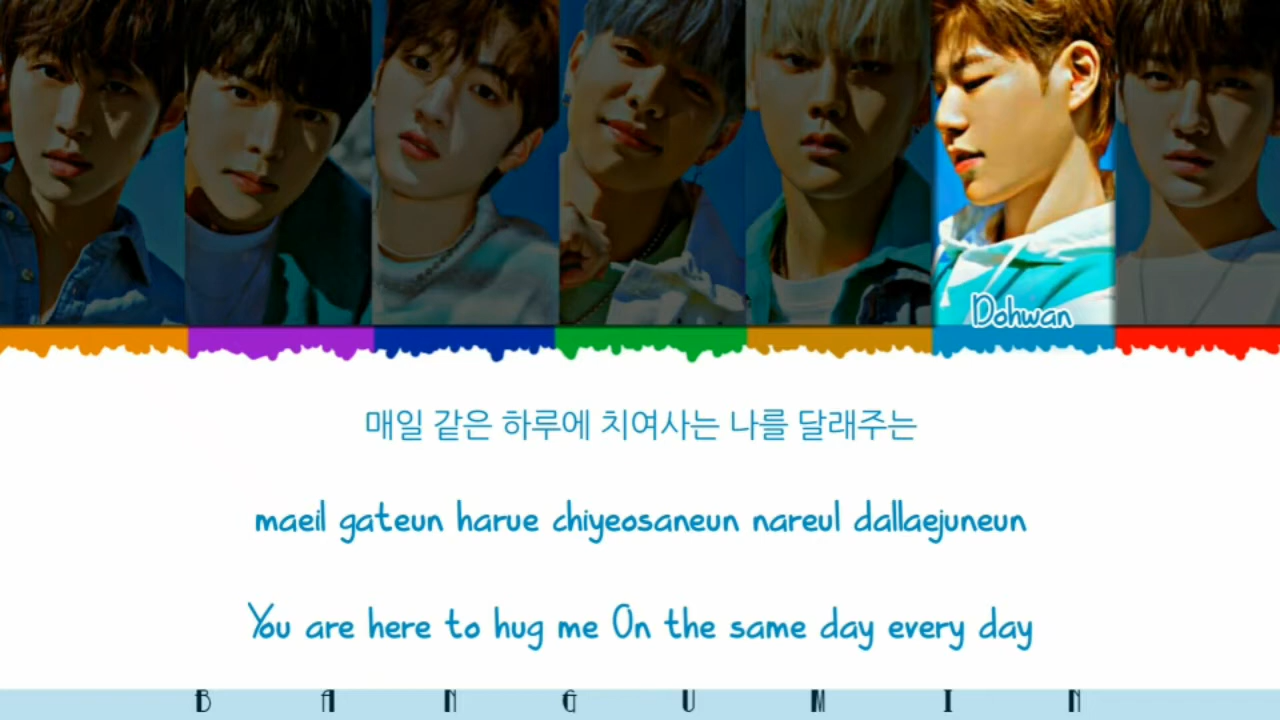 Dohwan
매일 같은 하루에 치여사는 나를 달래주는
maeil gateun harue chiyeosaneun nareul dallaejuneun
You are here to hug me On the same day every day
B A N G U M I N